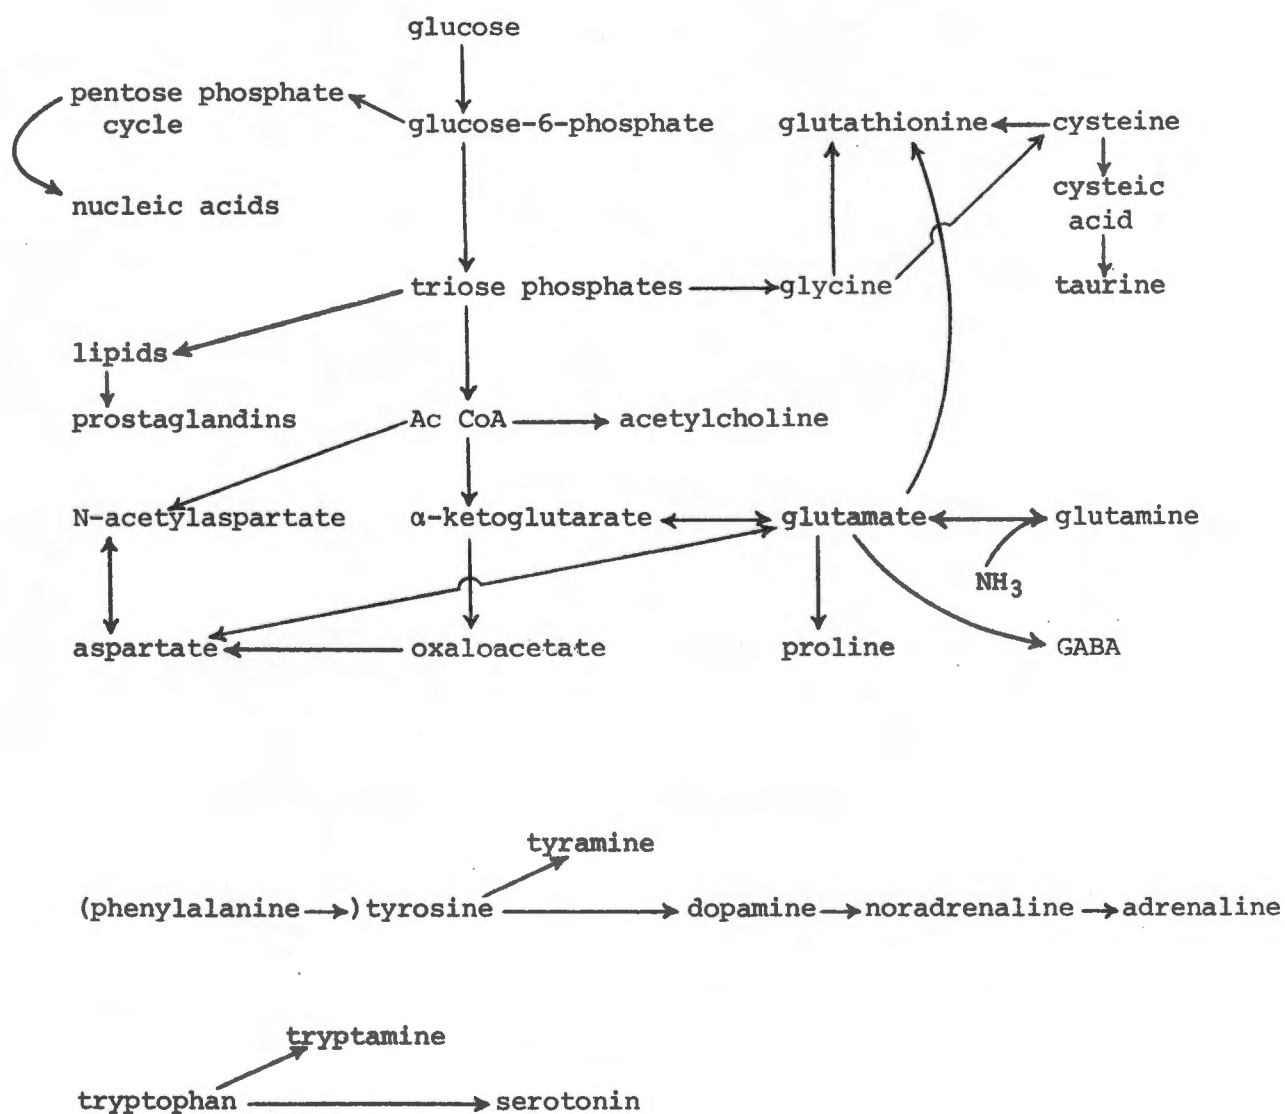 glucose
pentose phosphate
cycle
glucose-6-phosphate
glutathionine
cysteine
cysteic
acid
nucleic acids
triose phosphates
glycine
taurine
lipids
prostaglandins
Ac CoA
acetylcholine
N-acetylaspartate
α-ketoglutarate
glutamate
glutamine
NH3
aspartate
oxaloacetate
proline
GABA
tyramine
(phenylalanine→)tyrosine → dopamine→noradrenaline→adrenaline
tryptamine
tryptophan → serotonin